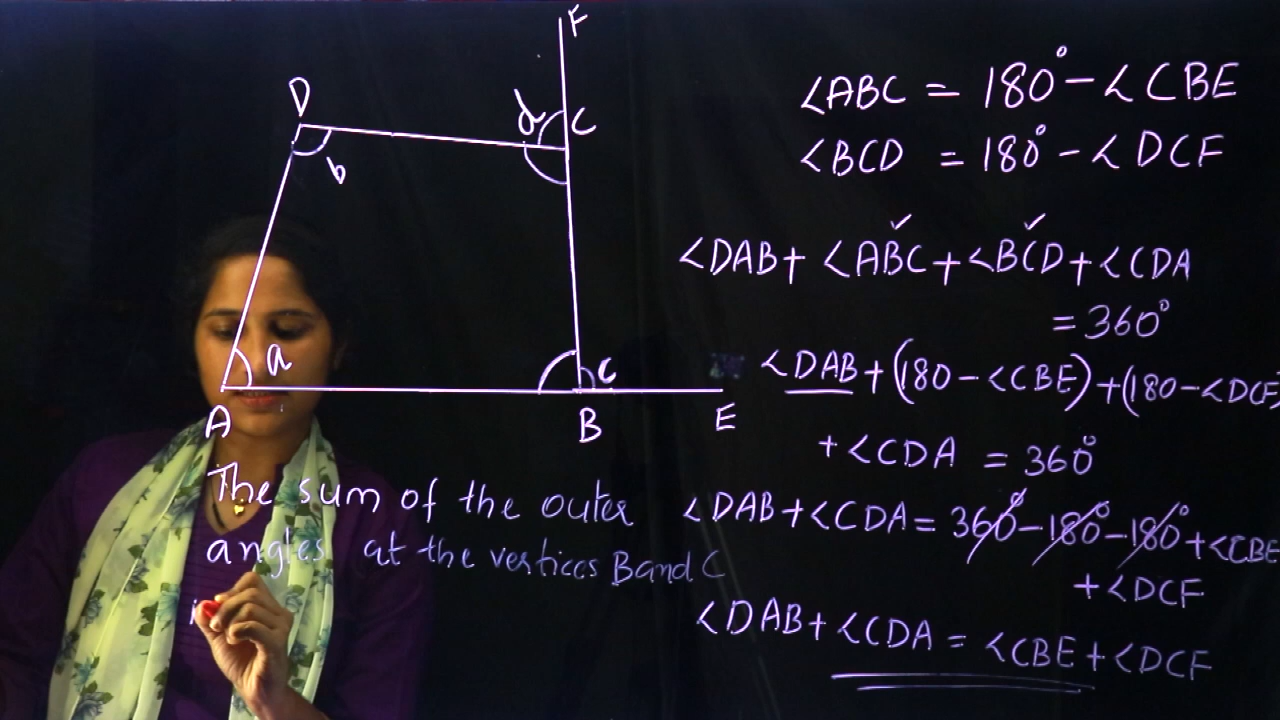 F
D
d
C
b
a
C
A
B
E
The sum of the outer
angles at the vertices B and C
∠ABC = 180° - ∠CBE
∠BCD = 180° - ∠DCF
∠DAB + ∠ABC + ∠BCD + ∠CDA
= 360°
∠DAB + (180 - ∠CBE) + (180 - ∠DCF)
+ ∠CDA = 360°
∠DAB + ∠CDA = 360° - 180° - 180° + ∠CBE
+ ∠DCF
∠DAB + ∠CDA = ∠CBE + ∠DCF